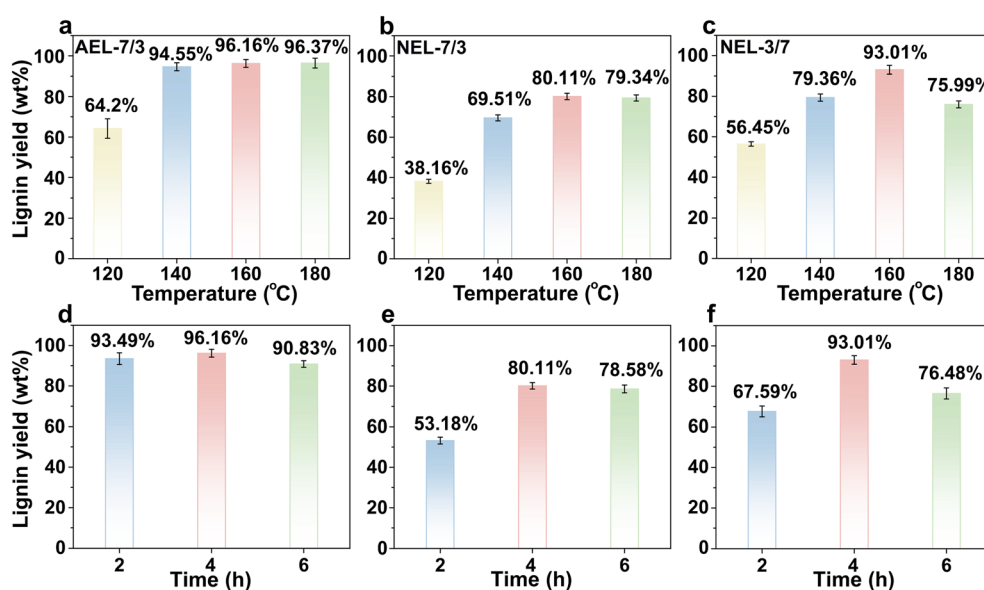 a
AEL-7/3
64.2%
94.55%
96.16%
96.37%
Lignin yield (wt%)
100
80
60
40
20
0
120 140 160 180
Temperature (°C)
b
NEL-7/3
38.16%
69.51%
80.11%
79.34%
100
80
60
40
20
0
120 140 160 180
Temperature (°C)
c
NEL-3/7
56.45%
79.36%
93.01%
75.99%
100
80
60
40
20
0
120 140 160 180
Temperature (°C)
d
93.49%
96.16%
90.83%
Lignin yield (wt%)
100
80
60
40
20
0
2 4 6
Time (h)
e
53.18%
80.11%
78.58%
100
80
60
40
20
0
2 4 6
Time (h)
f
67.59%
93.01%
76.48%
100
80
60
40
20
0
2 4 6
Time (h)